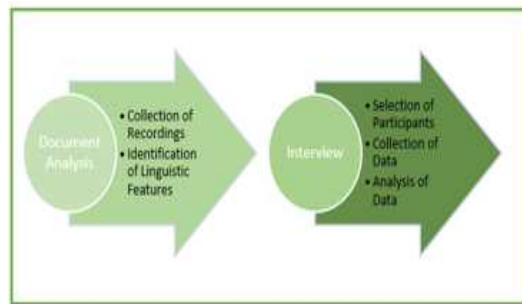 Document
Analysis
• Collection of
Recordings
• Identification
of Linguistic
Features
Interview
• Selection of
Participants
• Collection of
Data
• Analysis of
Data